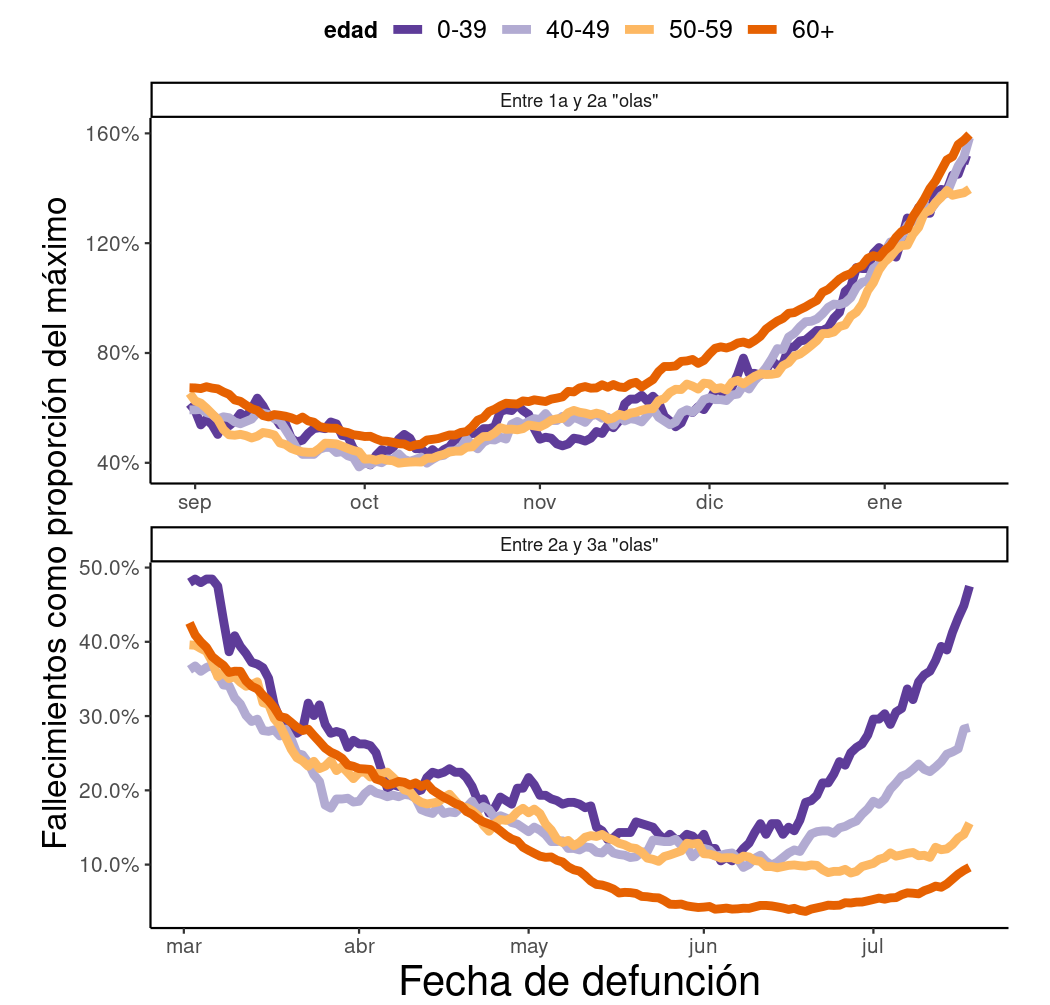 edad 0-39 40-49 50-59 60+
Entre 1a y 2a "olas"
160%
120%
80%
40%
sep oct nov dic ene
Entre 2a y 3a "olas"
50.0%
40.0%
30.0%
20.0%
10.0%
mar abr may jun jul
Fecha de defunción
Fallecimientos como proporción del máximo